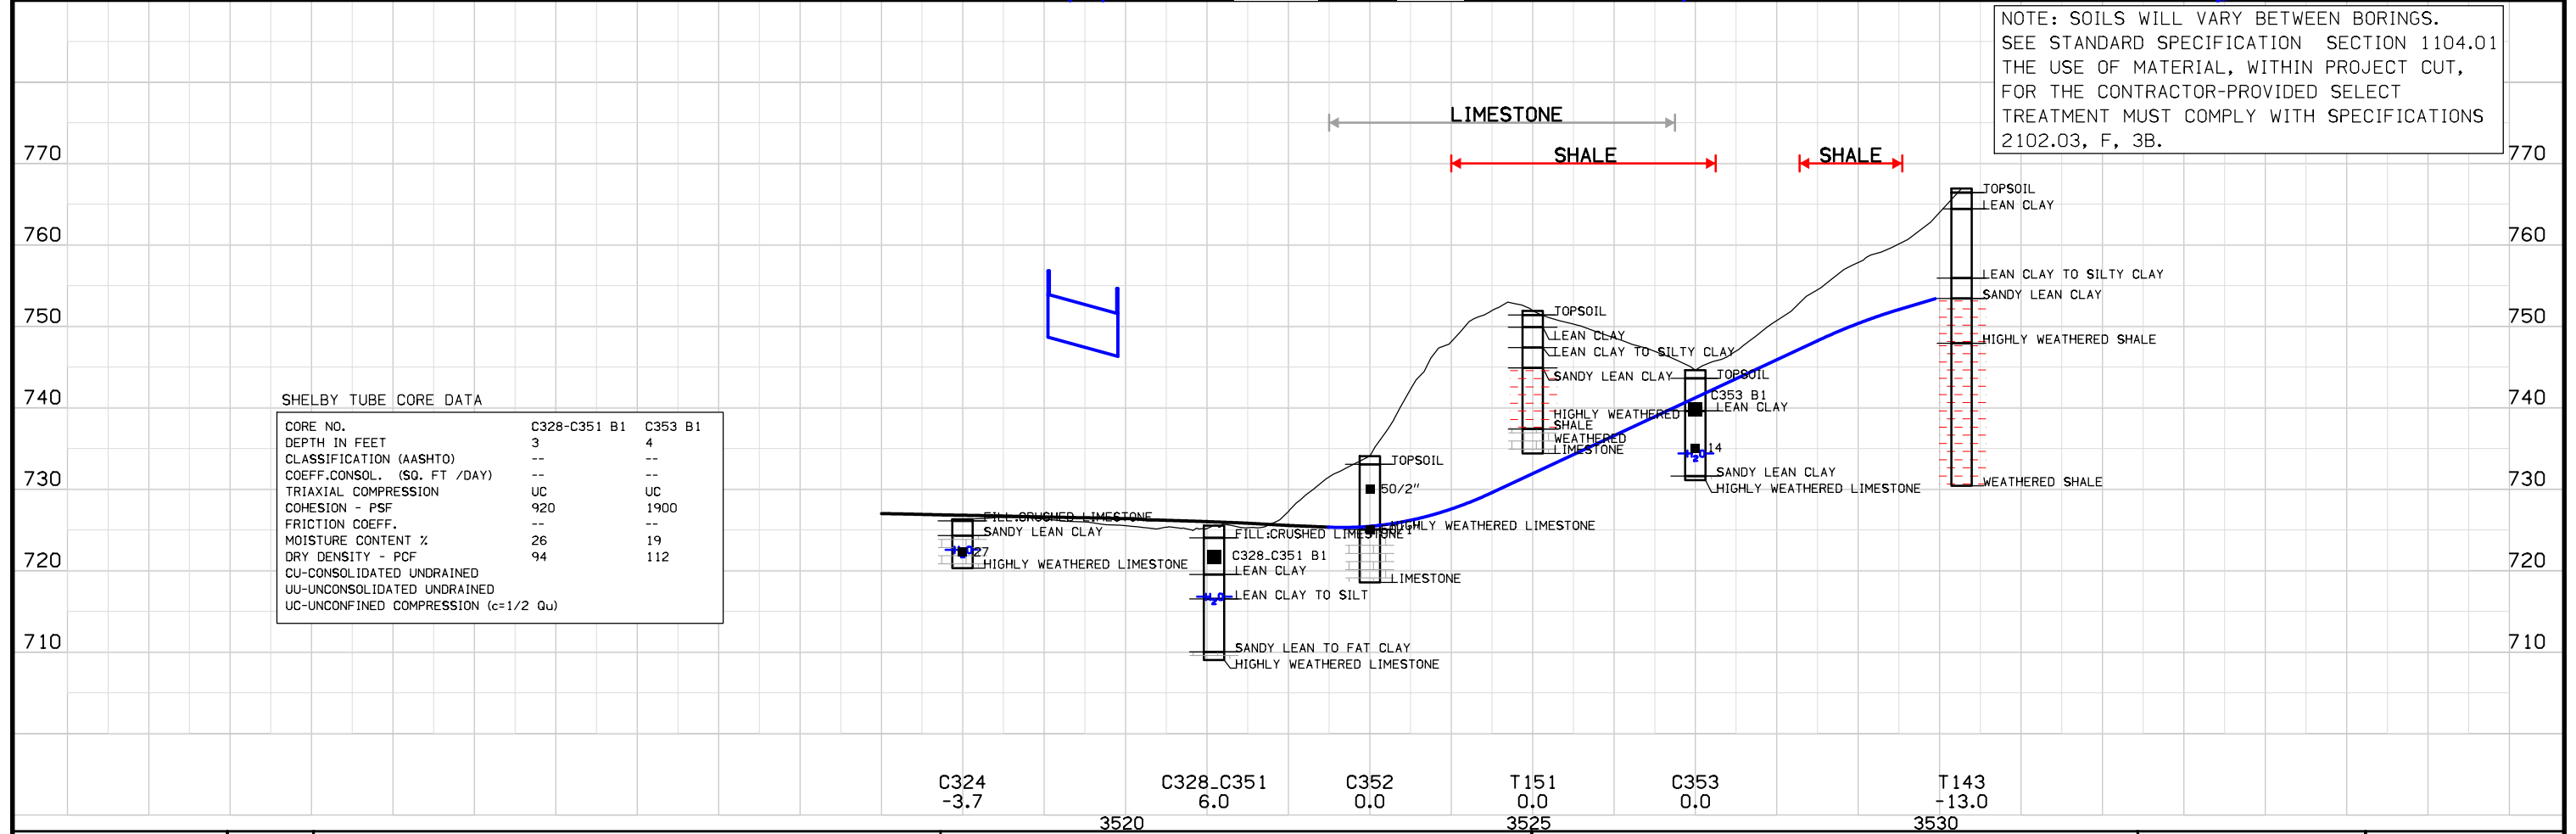 NOTE: SOILS WILL VARY BETWEEN BORINGS.
SEE STANDARD SPECIFICATION SECTION 1104.01
THE USE OF MATERIAL, WITHIN PROJECT CUT,
FOR THE CONTRACTOR-PROVIDED SELECT
TREATMENT MUST COMPLY WITH SPECIFICATIONS
2102.03, F, 3B.
LIMESTONE
SHALE
SHALE
770
770
760
760
750
750
740
740
730
730
720
720
710
710
SHELBY TUBE CORE DATA
CORE NO. C328-C351 B1 C353 B1
DEPTH IN FEET 3 4
CLASSIFICATION (AASHTO) -- --
COEFF.CONSOL. (SQ. FT /DAY) -- --
TRIAXIAL COMPRESSION UC UC
COHESION - PSF 920 1900
FRICTION COEFF. -- --
MOISTURE CONTENT % 26 19
DRY DENSITY - PCF 94 112
CU-CONSOLIDATED UNDRAINED
UU-UNCONSOLIDATED UNDRAINED
UC-UNCONFINED COMPRESSION (c=1/2 Qu)
FILL:CRUSHED LIMESTONE
SANDY LEAN CLAY
H2O
27
HIGHLY WEATHERED LIMESTONE
FILL:CRUSHED LIMESTONE
C328_C351 B1
LEAN CLAY
H2O
LEAN CLAY TO SILT
SANDY LEAN TO FAT CLAY
HIGHLY WEATHERED LIMESTONE
TOPSOIL
50/2"
HIGHLY WEATHERED LIMESTONE
LIMESTONE
TOPSOIL
LEAN CLAY
LEAN CLAY TO SILTY CLAY
SANDY LEAN CLAY
HIGHLY WEATHERED
SHALE
WEATHERED
LIMESTONE
TOPSOIL
C353 B1
LEAN CLAY
14
H2O
SANDY LEAN CLAY
HIGHLY WEATHERED LIMESTONE
TOPSOIL
LEAN CLAY
LEAN CLAY TO SILTY CLAY
SANDY LEAN CLAY
HIGHLY WEATHERED SHALE
WEATHERED SHALE
C324
-3.7
C328_C351
6.0
C352
0.0
T151
0.0
C353
0.0
T143
-13.0
3520
3525
3530